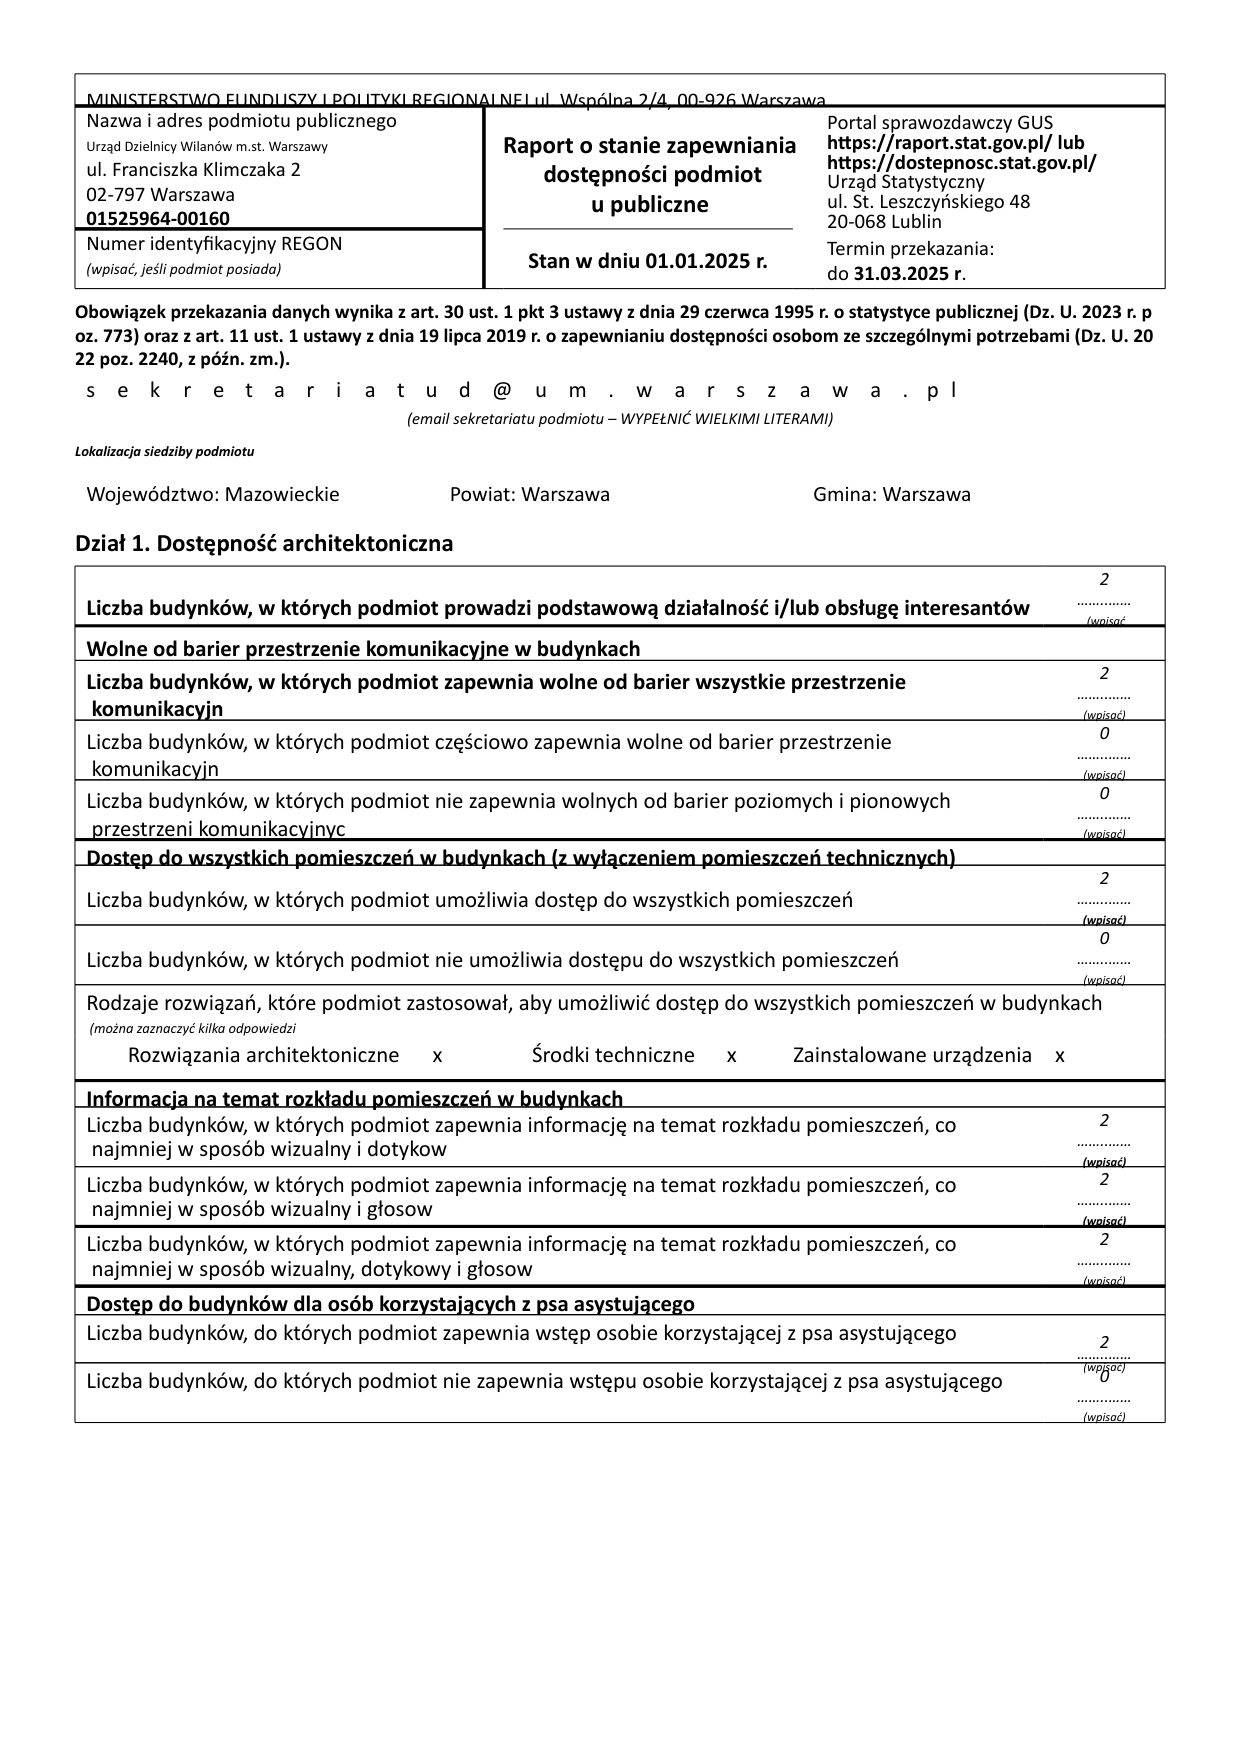 MINISTERSTWO FUNDUSZY I POLITYKI REGIONALNEJ ul. Wspólna 2/4, 00-926 Warszawa
Nazwa i adres podmiotu publicznego
Urząd Dzielnicy Wilanów m.st. Warszawy
ul. Franciszka Klimczaka 2
02-797 Warszawa
01525964-00160
Numer identyfikacyjny REGON
(wpisać, jeśli podmiot posiada)
Raport o stanie zapewniania
dostępności podmiot
u publiczne
Stan w dniu 01.01.2025 r.
Portal sprawozdawczy GUS
https://raport.stat.gov.pl/ lub
https://dostepnosc.stat.gov.pl/
Urząd Statystyczny
ul. St. Leszczyńskiego 48
20-068 Lublin
Termin przekazania:
do 31.03.2025 r.
Obowiązek przekazania danych wynika z art. 30 ust. 1 pkt 3 ustawy z dnia 29 czerwca 1995 r. o statystyce publicznej (Dz. U. 2023 r. p
oz. 773) oraz z art. 11 ust. 1 ustawy z dnia 19 lipca 2019 r. o zapewnianiu dostępności osobom ze szczególnymi potrzebami (Dz. U. 20
22 poz. 2240, z późn. zm.).
s e k r e t a r i a t u d @ u m . w a r s z a w a . p l
(email sekretariatu podmiotu – WYPEŁNIĆ WIELKIMI LITERAMI)
Lokalizacja siedziby podmiotu
Województwo: Mazowieckie Powiat: Warszawa Gmina: Warszawa
Dział 1. Dostępność architektoniczna
2
.............
Liczba budynków, w których podmiot prowadzi podstawową działalność i/lub obsługę interesantów
(wpisać
Wolne od barier przestrzenie komunikacyjne w budynkach
Liczba budynków, w których podmiot zapewnia wolne od barier wszystkie przestrzenie
komunikacyjn
2
.............
(wpisać)
Liczba budynków, w których podmiot częściowo zapewnia wolne od barier przestrzenie
komunikacyjn
0
.............
(wpisać)
Liczba budynków, w których podmiot nie zapewnia wolnych od barier poziomych i pionowych
przestrzeni komunikacyjnyc
0
.............
(wpisać)
Dostęp do wszystkich pomieszczeń w budynkach (z wyłączeniem pomieszczeń technicznych)
Liczba budynków, w których podmiot umożliwia dostęp do wszystkich pomieszczeń
2
.............
(wpisać)
Liczba budynków, w których podmiot nie umożliwia dostępu do wszystkich pomieszczeń
0
.............
(wpisać)
Rodzaje rozwiązań, które podmiot zastosował, aby umożliwić dostęp do wszystkich pomieszczeń w budynkach
(można zaznaczyć kilka odpowiedzi
Rozwiązania architektoniczne x Środki techniczne x Zainstalowane urządzenia x
Informacja na temat rozkładu pomieszczeń w budynkach
Liczba budynków, w których podmiot zapewnia informację na temat rozkładu pomieszczeń, co
najmniej w sposób wizualny i dotykow
2
.............
(wpisać)
Liczba budynków, w których podmiot zapewnia informację na temat rozkładu pomieszczeń, co
najmniej w sposób wizualny i głosow
2
.............
(wpisać)
Liczba budynków, w których podmiot zapewnia informację na temat rozkładu pomieszczeń, co
najmniej w sposób wizualny, dotykowy i głosow
2
.............
(wpisać)
Dostęp do budynków dla osób korzystających z psa asystującego
Liczba budynków, do których podmiot zapewnia wstęp osobie korzystającej z psa asystującego
2
.............
(wpisać)
Liczba budynków, do których podmiot nie zapewnia wstępu osobie korzystającej z psa asystującego
0
.............
(wpisać)